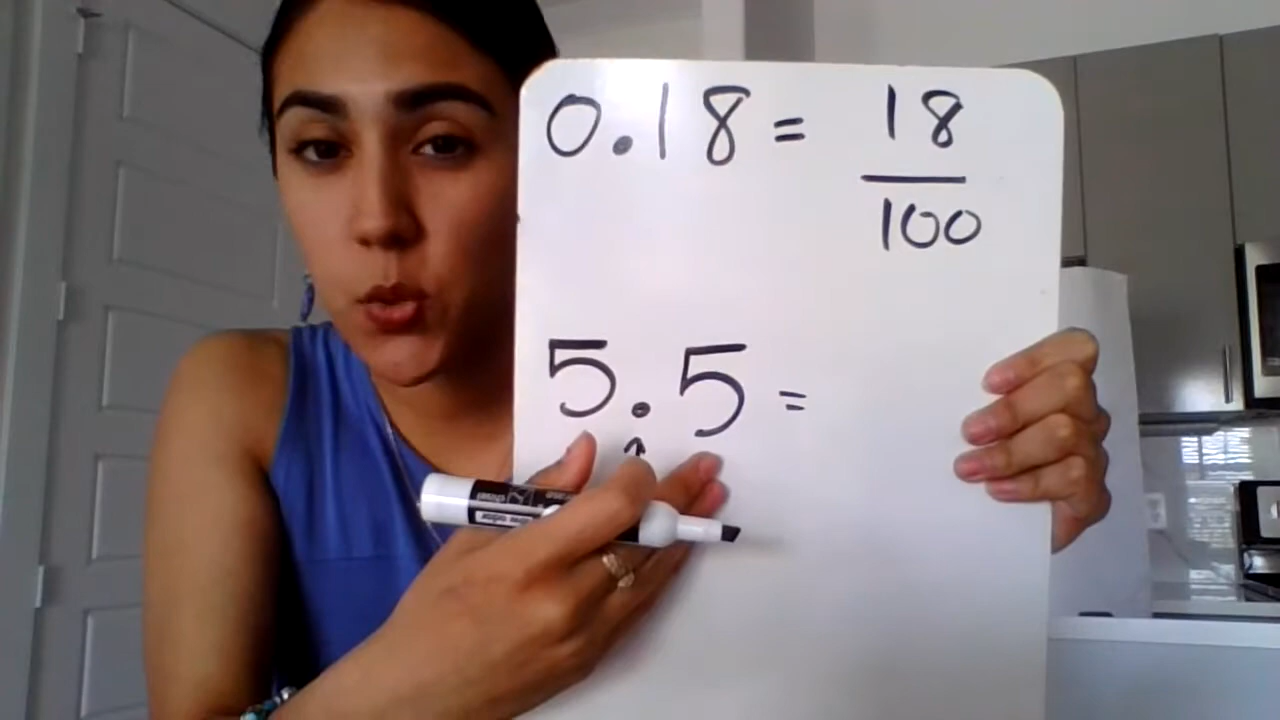 0.18 = 18/100
5.5 =